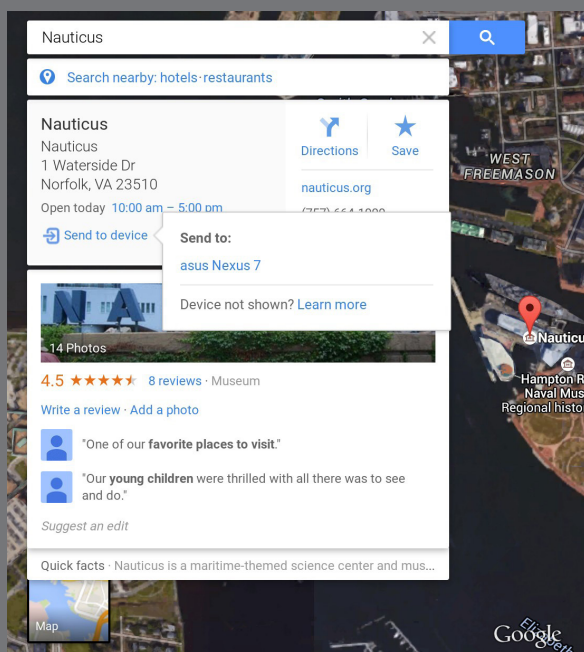 Nauticus
Search nearby: hotels·restaurants
Nauticus
Nauticus
1 Waterside Dr
Norfolk, VA 23510
Open today 10:00 am – 5:00 pm
Send to device
Directions
Save
nauticus.org
Send to:
asus Nexus 7
Device not shown? Learn more
NA
14 Photos
4.5 ★★★★★ 8 reviews · Museum
Write a review · Add a photo
"One of our favorite places to visit."
"Our young children were thrilled with all there was to see
and do."
Suggest an edit
Quick facts · Nauticus is a maritime-themed science center and mus...
Map
WEST
FREEMASON
Nauticu
Hampton R
Naval Mus
Regional histo
Google